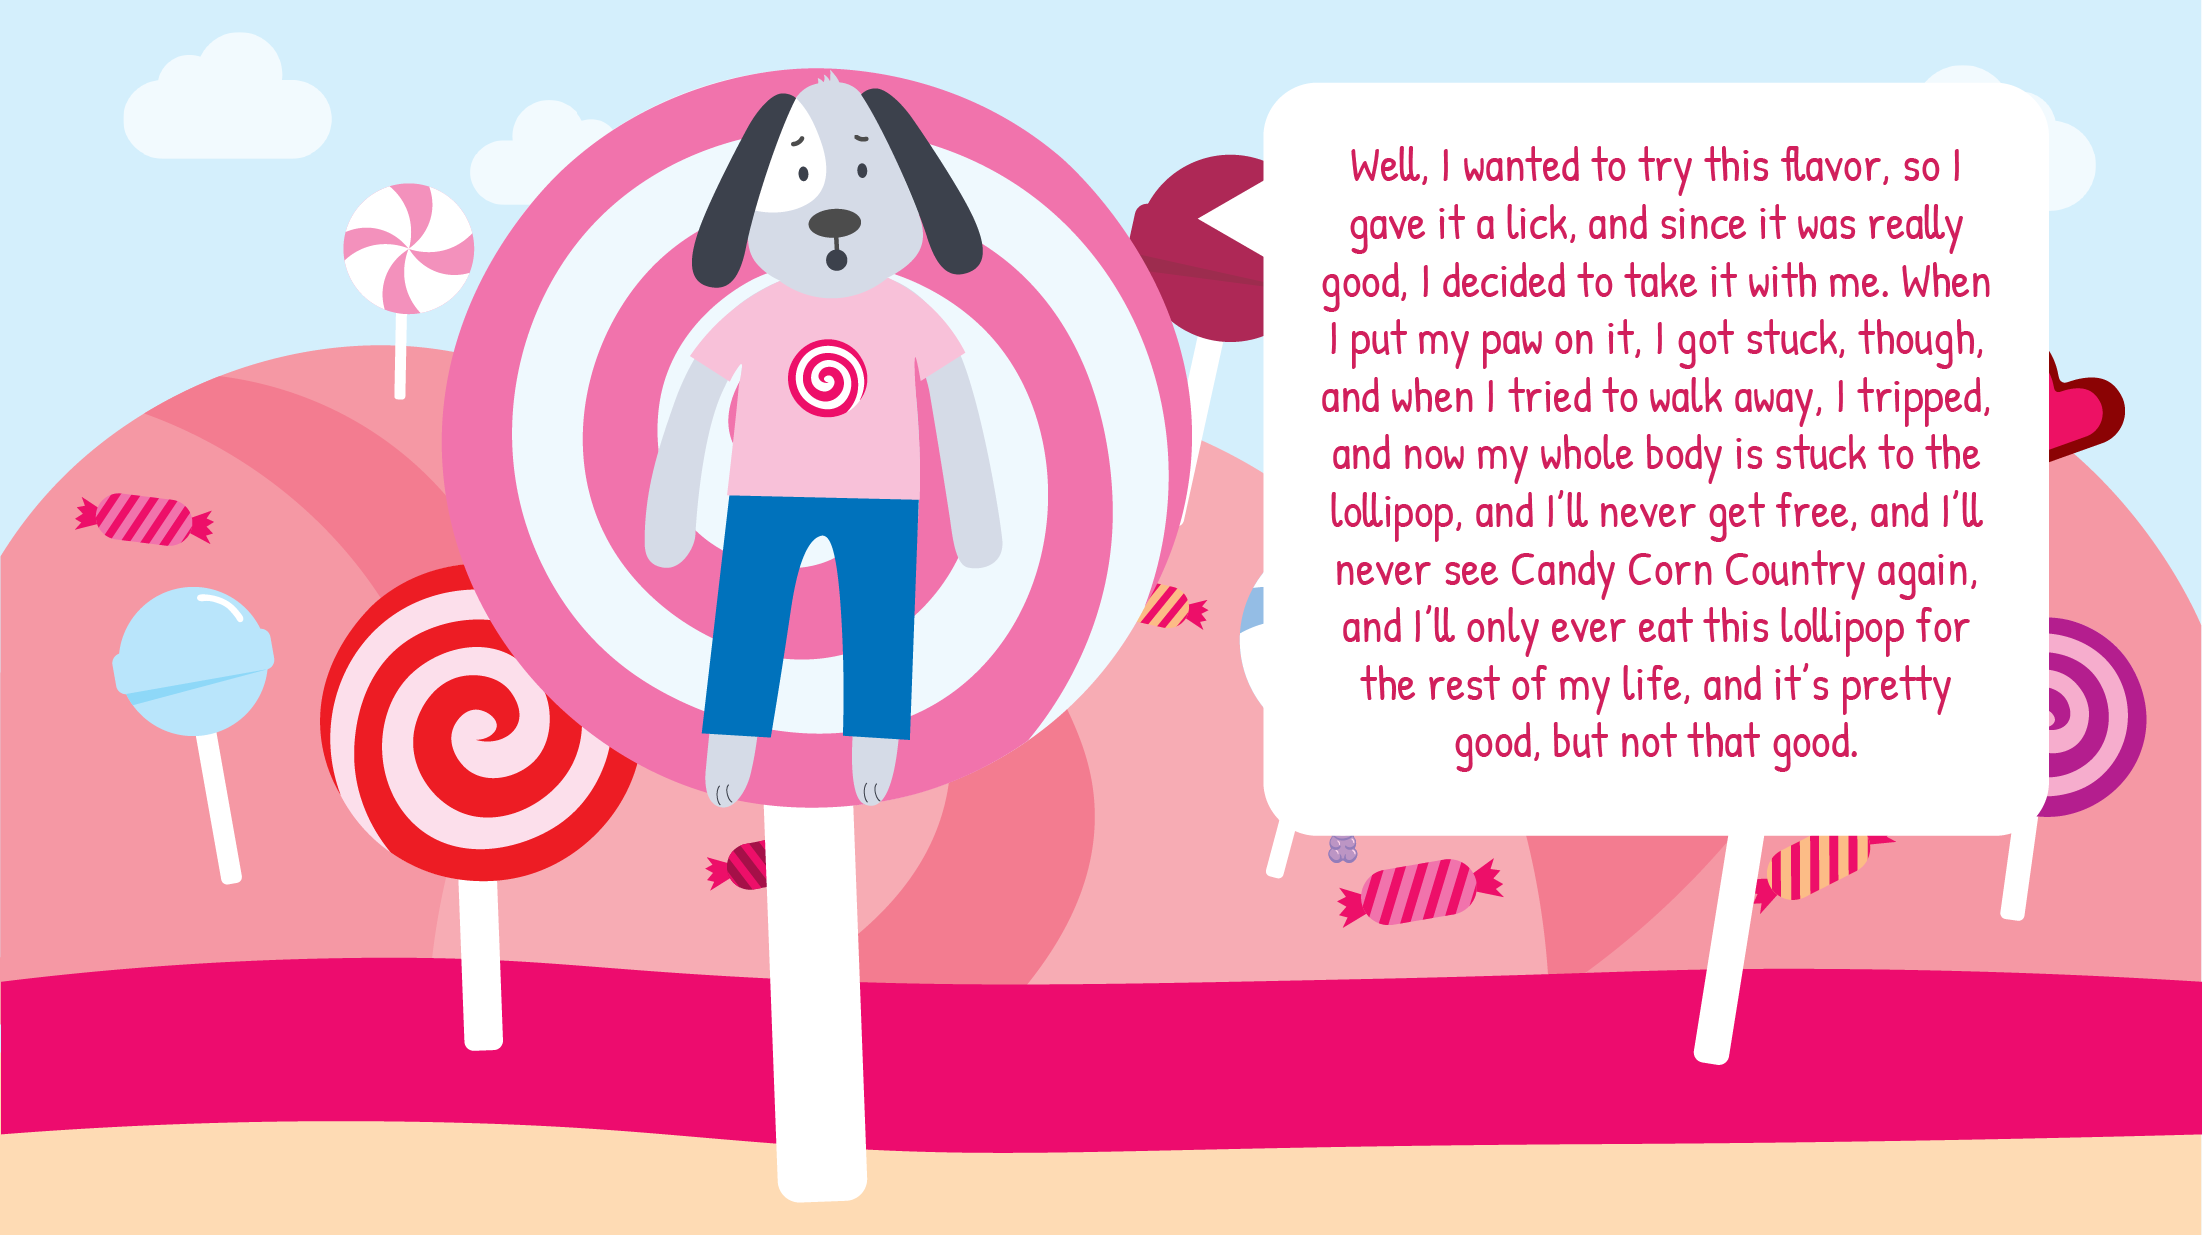 Well, I wanted to try this flavor, so I
gave it a lick, and since it was really
good, I decided to take it with me. When
I put my paw on it, I got stuck, though,
and when I tried to walk away, I tripped,
and now my whole body is stuck to the
lollipop, and I'll never get free, and I'll
never see Candy Corn Country again,
and I'll only ever eat this lollipop for
the rest of my life, and it's pretty
good, but not that good.